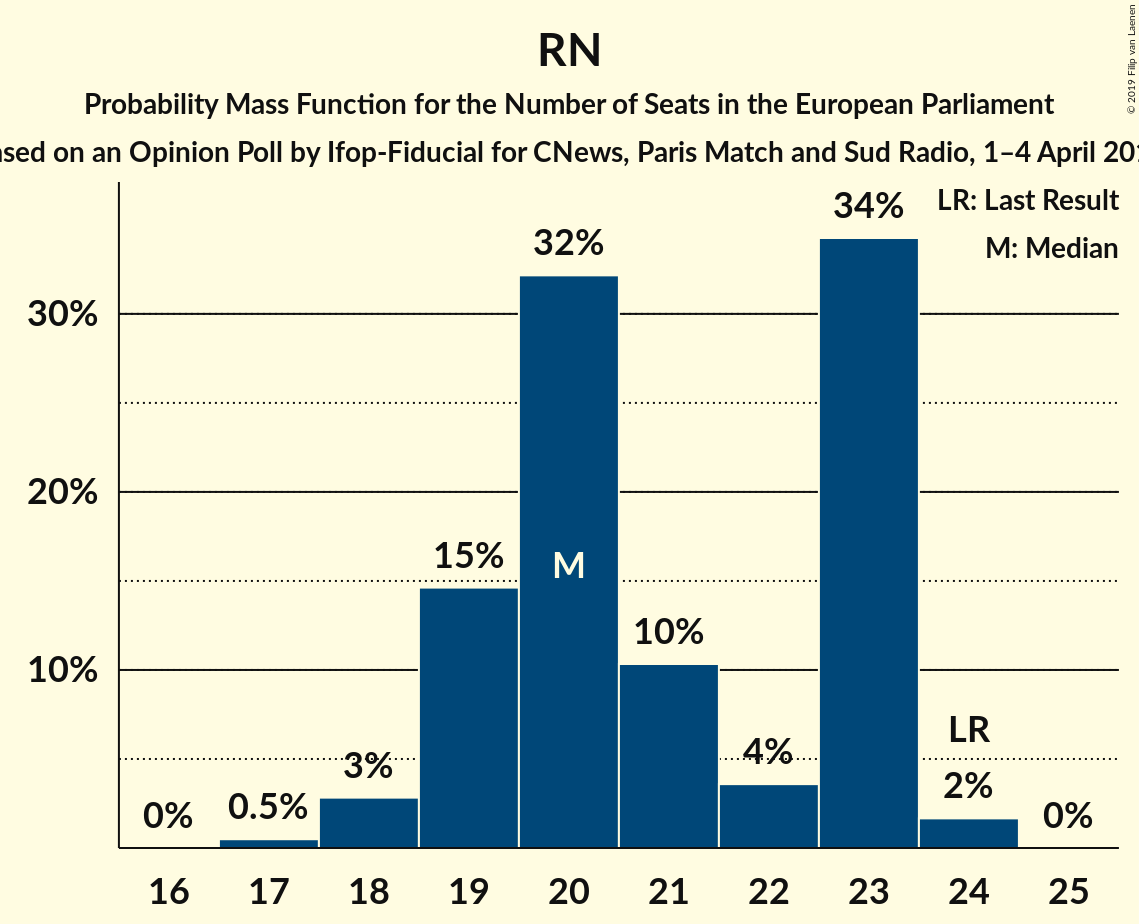 RN
Probability Mass Function for the Number of Seats in the European Parliament
on an Opinion Poll by Ifop-Fiducial for CNews, Paris Match and Sud Radio, 1–4 April
© 2019 Filip van Laenen
LR: Last Result
M: Median
34%
32%
30%
20%
15%
M
10%
10%
LR
4%
3%
2%
0%
0.5%
0%
16 17 18 19 20 21 22 23 24 25